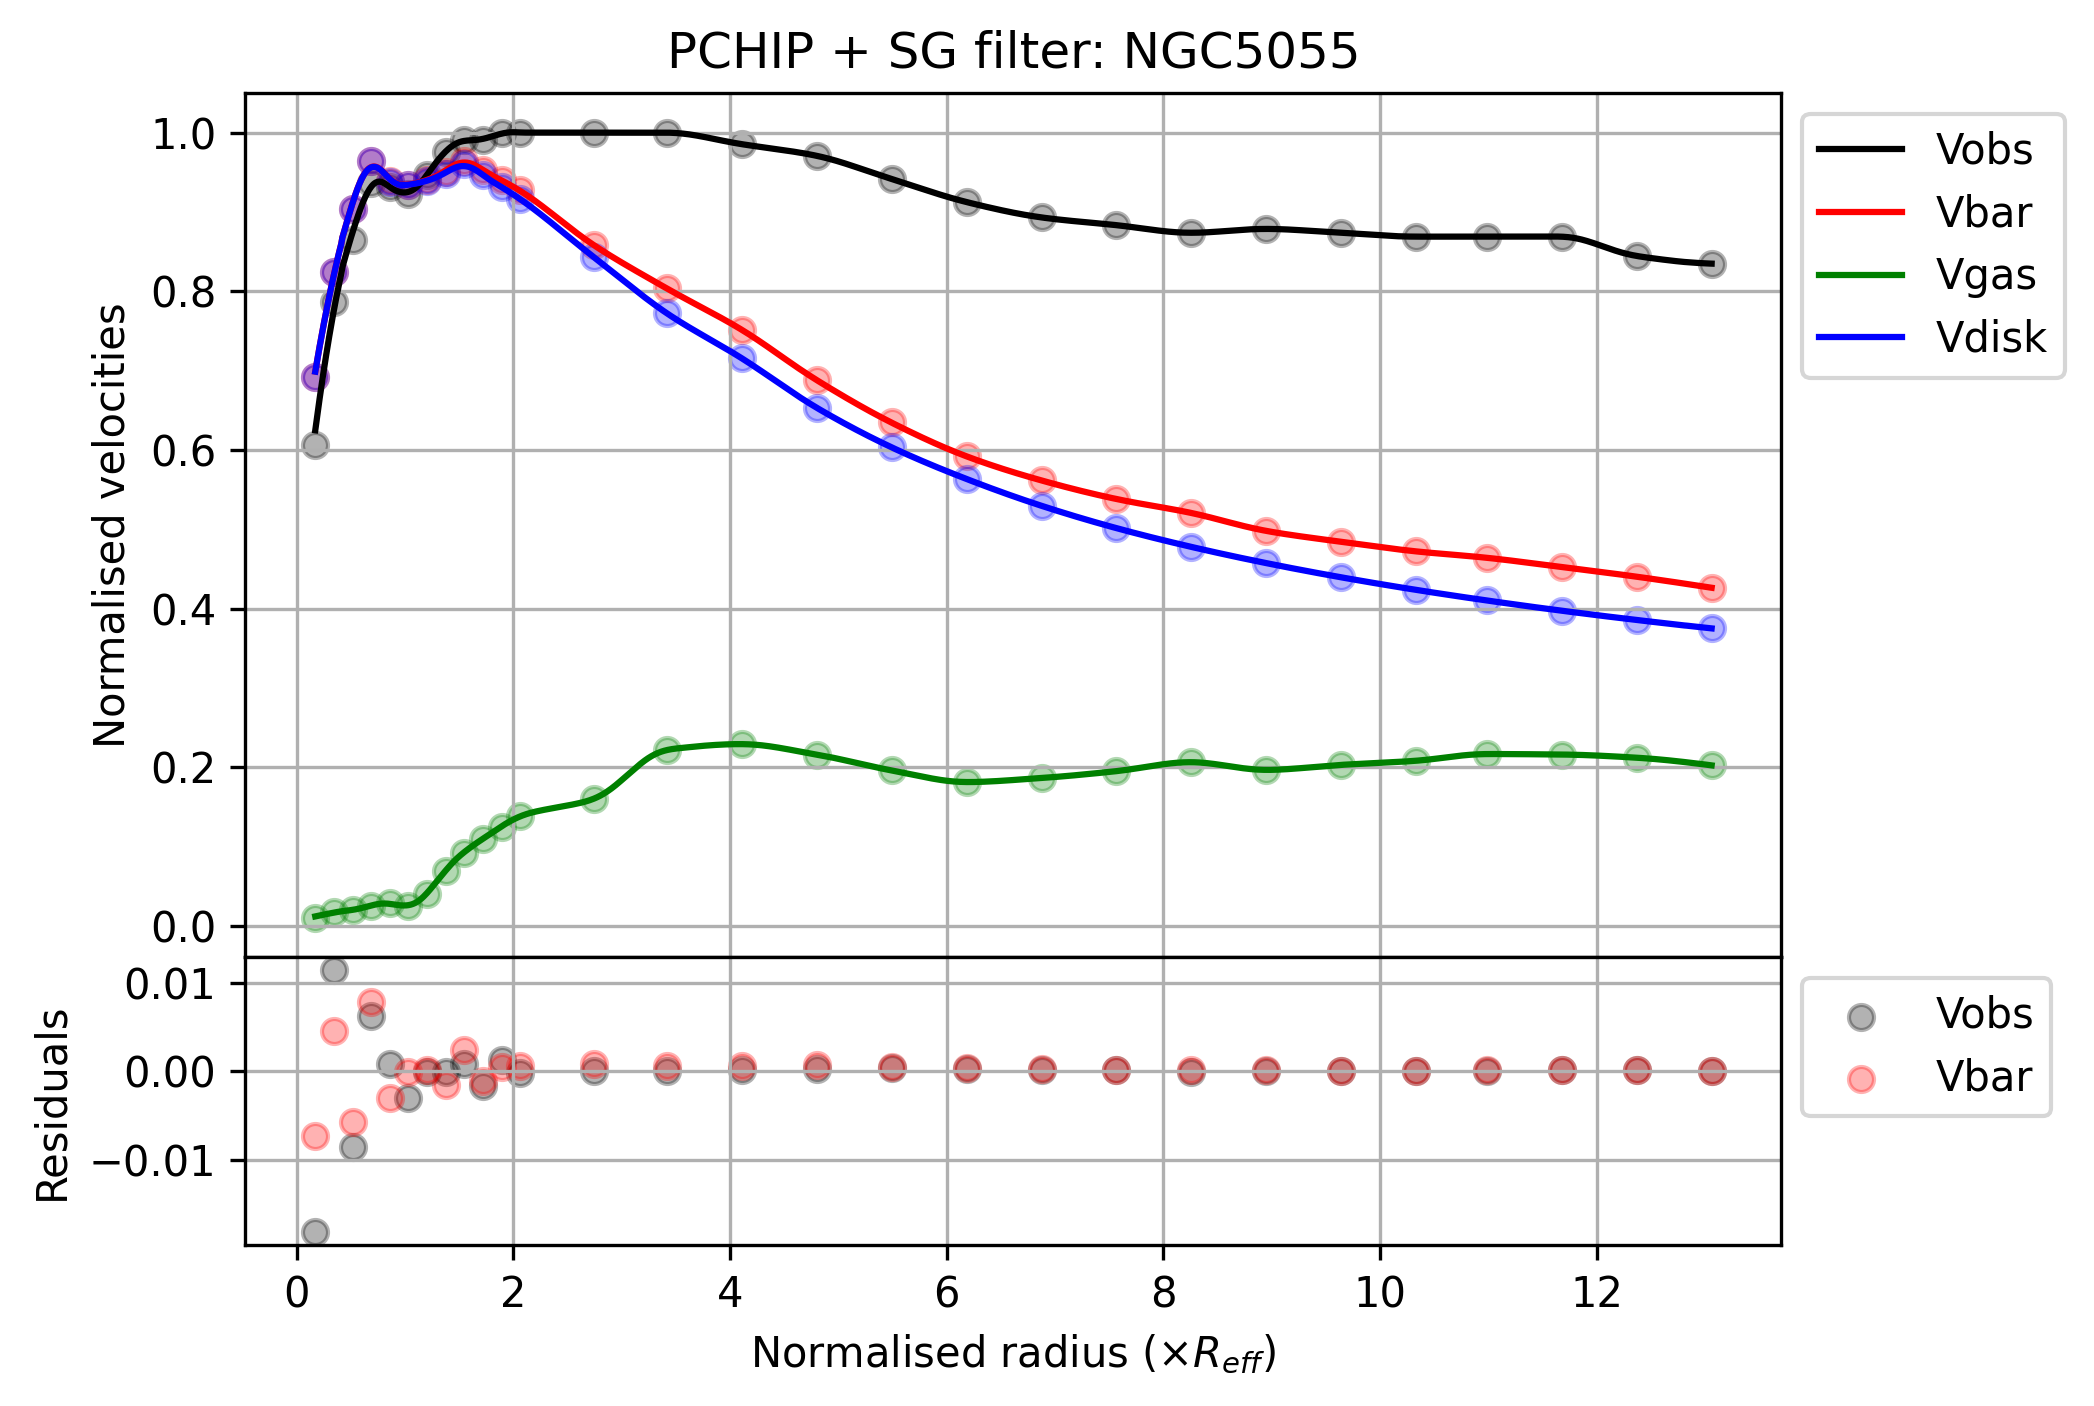 PCHIP + SG filter: NGC5055
Normalised velocities
1.0
0.8
0.6
0.4
0.2
0.0
Vobs
Vbar
Vgas
Vdisk
Residuals
0.01
0.00
−0.01
Vobs
Vbar
0 2 4 6 8 10 12
Normalised radius (×R_eff)